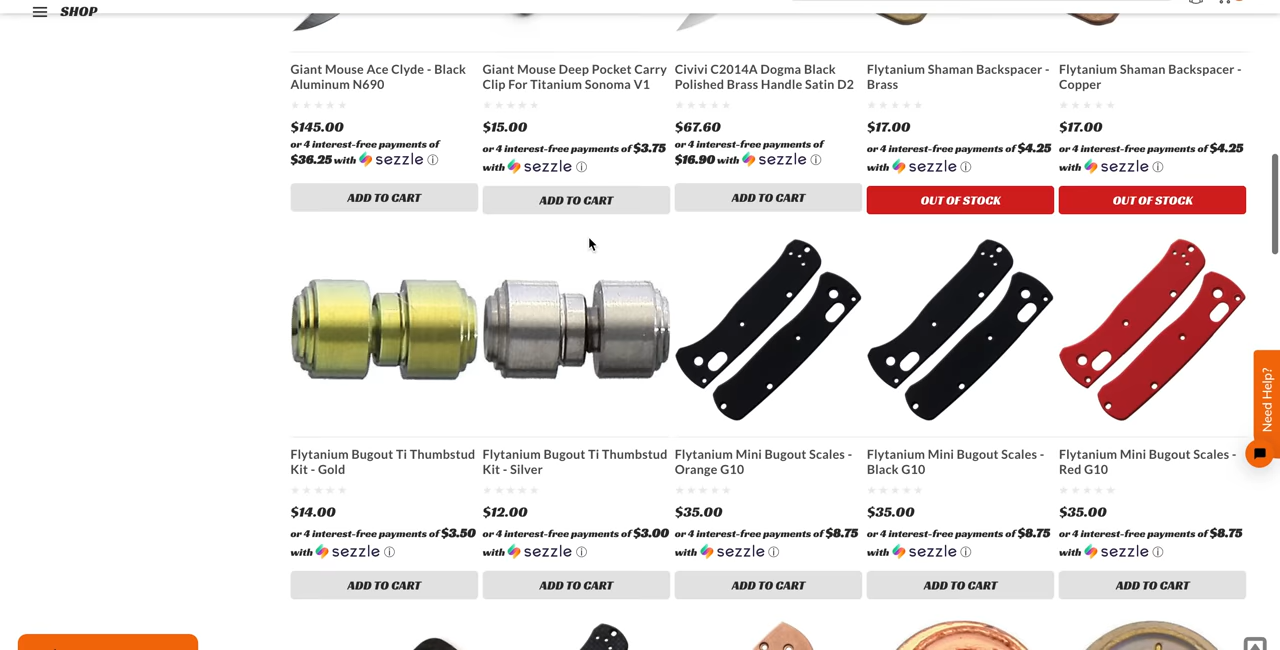 SHOP
Giant Mouse Ace Clyde - Black
Aluminum N690
$145.00
or 4 interest-free payments of
$36.25 with sezzle ⓘ
ADD TO CART
Giant Mouse Deep Pocket Carry
Clip For Titanium Sonoma V1
$15.00
or 4 interest-free payments of $3.75
with sezzle ⓘ
ADD TO CART
Civivi C2014A Dogma Black
Polished Brass Handle Satin D2
$67.60
or 4 interest-free payments of
$16.90 with sezzle ⓘ
ADD TO CART
Flytanium Shaman Backspacer -
Brass
$17.00
or 4 interest-free payments of $4.25
with sezzle ⓘ
OUT OF STOCK
Flytanium Shaman Backspacer -
Copper
$17.00
or 4 interest-free payments of $4.25
with sezzle ⓘ
OUT OF STOCK
Flytanium Bugout Ti Thumbstud
Kit - Gold
$14.00
or 4 interest-free payments of $3.50
with sezzle ⓘ
ADD TO CART
Flytanium Bugout Ti Thumbstud
Kit - Silver
$12.00
or 4 interest-free payments of $3.00
with sezzle ⓘ
ADD TO CART
Flytanium Mini Bugout Scales -
Orange G10
$35.00
or 4 interest-free payments of $8.75
with sezzle ⓘ
ADD TO CART
Flytanium Mini Bugout Scales -
Black G10
$35.00
or 4 interest-free payments of $8.75
with sezzle ⓘ
ADD TO CART
Flytanium Mini Bugout Scales -
Red G10
$35.00
or 4 interest-free payments of $8.75
with sezzle ⓘ
ADD TO CART
Need Help?